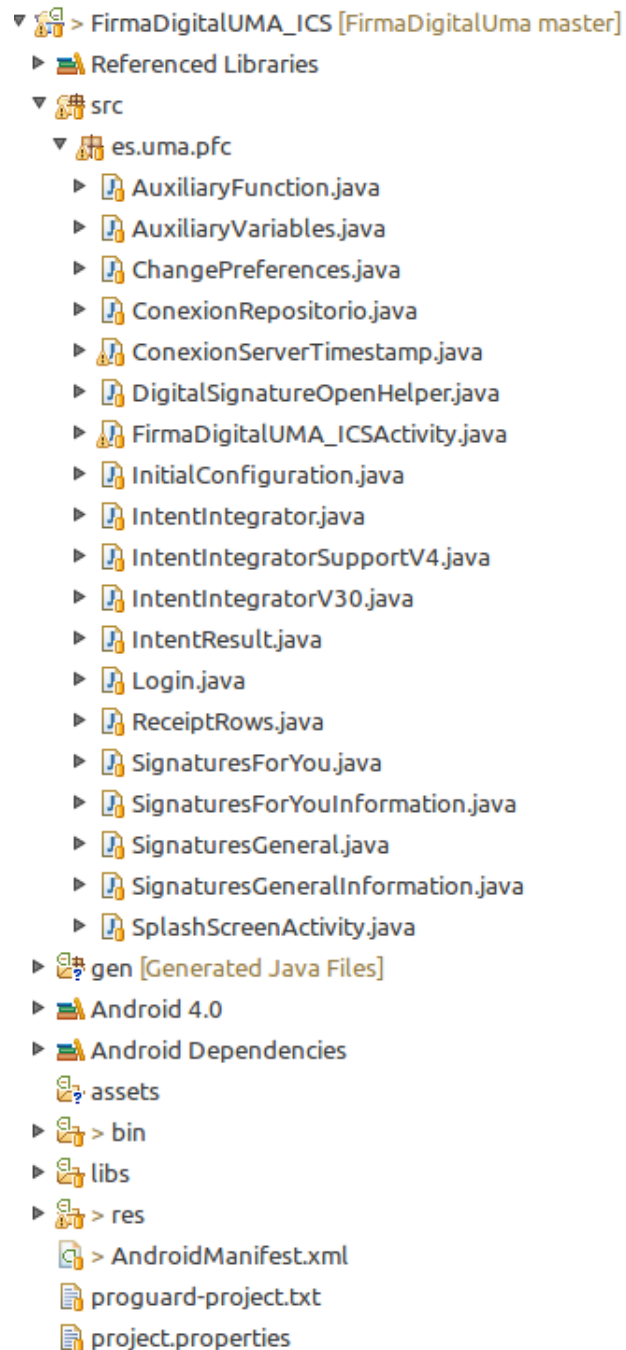 > FirmaDigitalUMA_ICS [FirmaDigitalUma master]
Referenced Libraries
src
es.uma.pfc
AuxiliaryFunction.java
AuxiliaryVariables.java
ChangePreferences.java
ConexionRepositorio.java
ConexionServerTimestamp.java
DigitalSignatureOpenHelper.java
FirmaDigitalUMA_ICSActivity.java
InitialConfiguration.java
IntentIntegrator.java
IntentIntegratorSupportV4.java
IntentIntegratorV30.java
IntentResult.java
Login.java
ReceiptRows.java
SignaturesForYou.java
SignaturesForYouInformation.java
SignaturesGeneral.java
SignaturesGeneralInformation.java
SplashScreenActivity.java
gen [Generated Java Files]
Android 4.0
Android Dependencies
assets
> bin
libs
> res
> AndroidManifest.xml
proguard-project.txt
project.properties